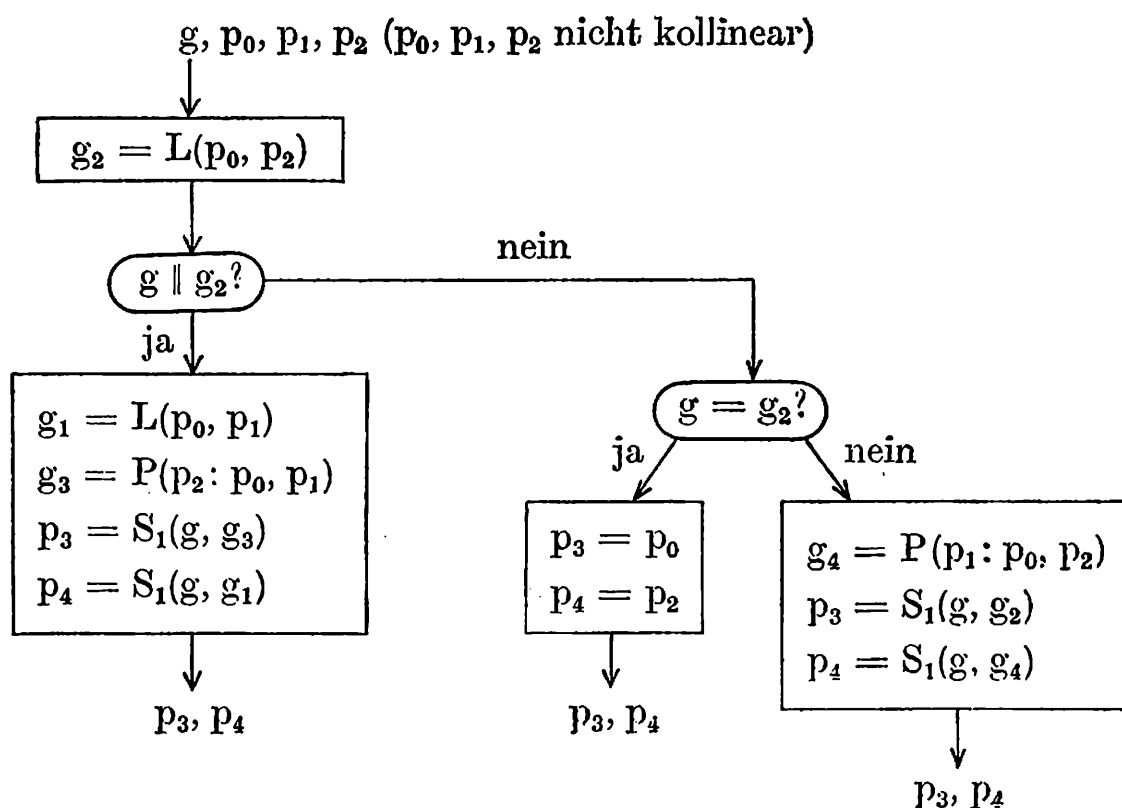 g, p₀, p₁, p₂ (p₀, p₁, p₂ nicht kollinear)
g₂ = L(p₀, p₂)
nein
g ∥ g₂?
ja
g = g₂?
ja
nein
g₁ = L(p₀, p₁)
g₃ = P(p₂: p₀, p₁)
p₃ = S₁(g, g₃)
p₄ = S₁(g, g₁)
p₃ = p₀
p₄ = p₂
g₄ = P(p₁: p₀, p₂)
p₃ = S₁(g, g₂)
p₄ = S₁(g, g₄)
p₃, p₄
p₃, p₄
p₃, p₄